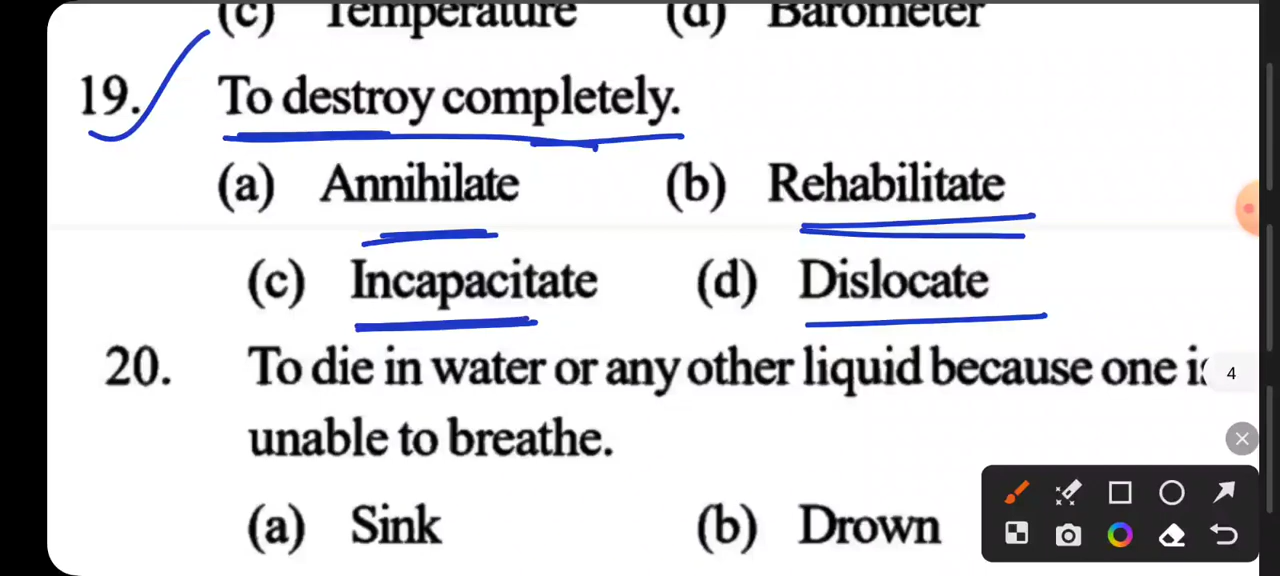 (c) Temperature (d) Barometer
19. To destroy completely.
(a) Annihilate (b) Rehabilitate
(c) Incapacitate (d) Dislocate
20. To die in water or any other liquid because one is
4
unable to breathe.
(a) Sink (b) Drown